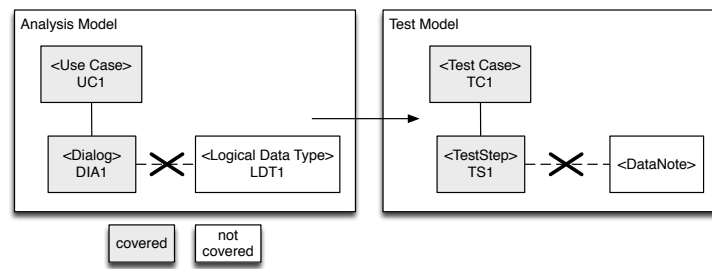 Analysis Model
<Use Case>
UC1
<Dialog>
DIA1
<Logical Data Type>
LDT1
Test Model
<Test Case>
TC1
<TestStep>
TS1
<DataNote>
covered
not
covered